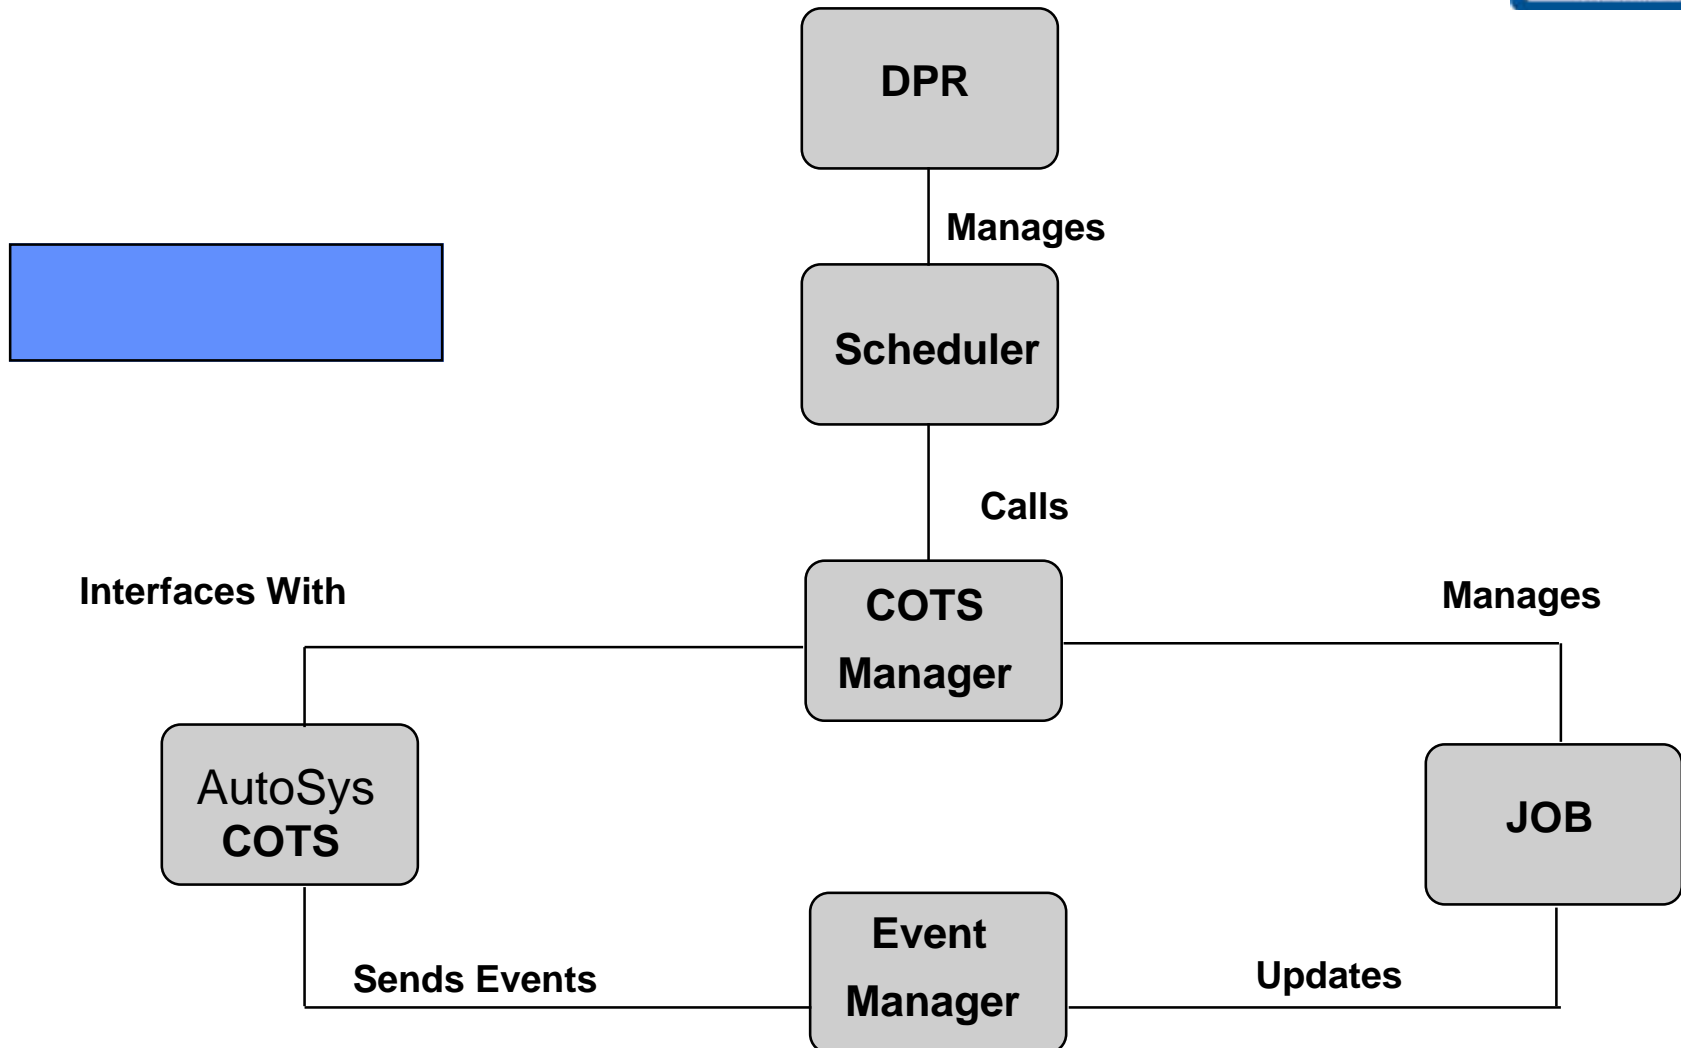 DPR
Manages
Scheduler
Calls
Interfaces With
COTS
Manager
Manages
AutoSys
COTS
JOB
Event
Manager
Sends Events
Updates